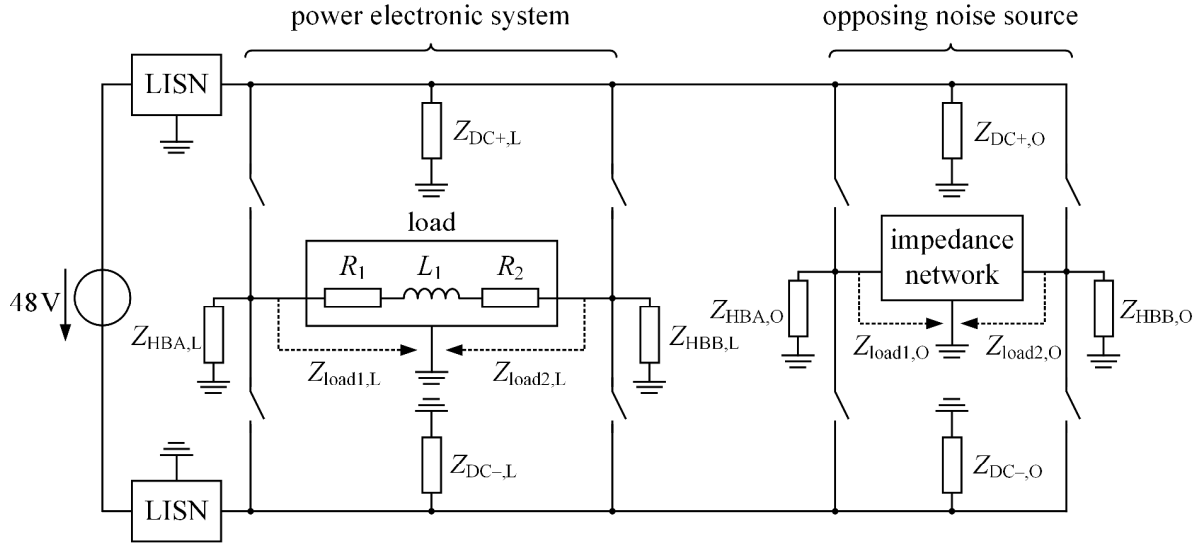 power electronic system
opposing noise source
LISN
Z_DC+,L
Z_DC+,O
load
R_1 L_1 R_2
impedance
network
48V
Z_HBA,L
Z_HBB,L
Z_HBA,O
Z_HBB,O
Z_load1,L
Z_load2,L
Z_load1,O
Z_load2,O
Z_DC−,L
Z_DC−,O
LISN